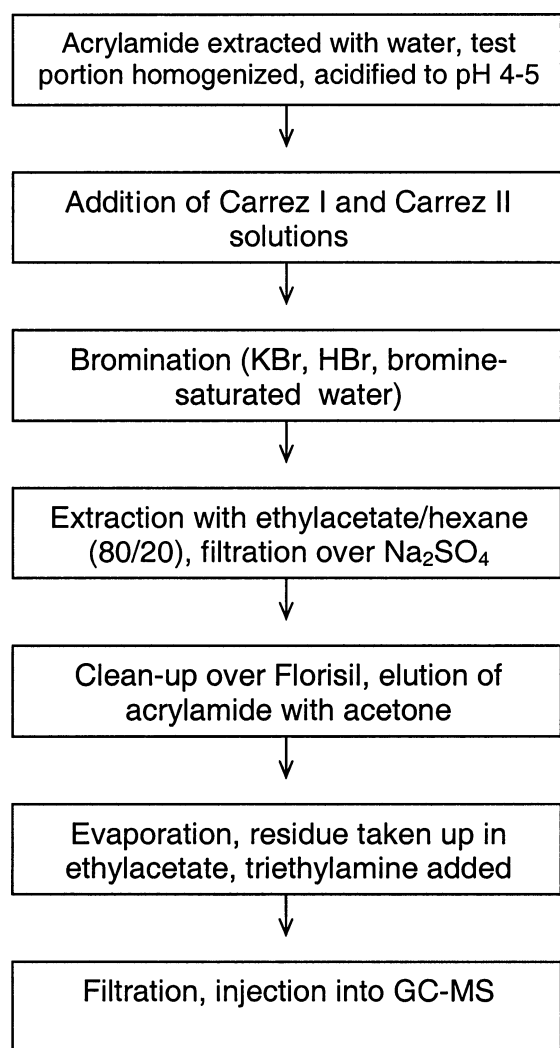 Acrylamide extracted with water, test
portion homogenized, acidified to pH 4-5
Addition of Carrez I and Carrez II
solutions
Bromination (KBr, HBr, bromine-
saturated water)
Extraction with ethylacetate/hexane
(80/20), filtration over Na₂SO₄
Clean-up over Florisil, elution of
acrylamide with acetone
Evaporation, residue taken up in
ethylacetate, triethylamine added
Filtration, injection into GC-MS